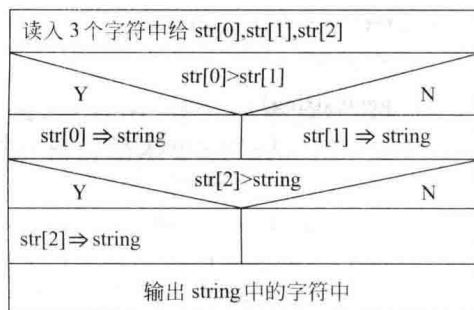 读入 3 个字符中给 str[0],str[1],str[2]
str[0]>str[1]
Y N
str[0] ⇒ string str[1] ⇒ string
str[2]>string
Y N
str[2]⇒ string
输出 string 中的字符中